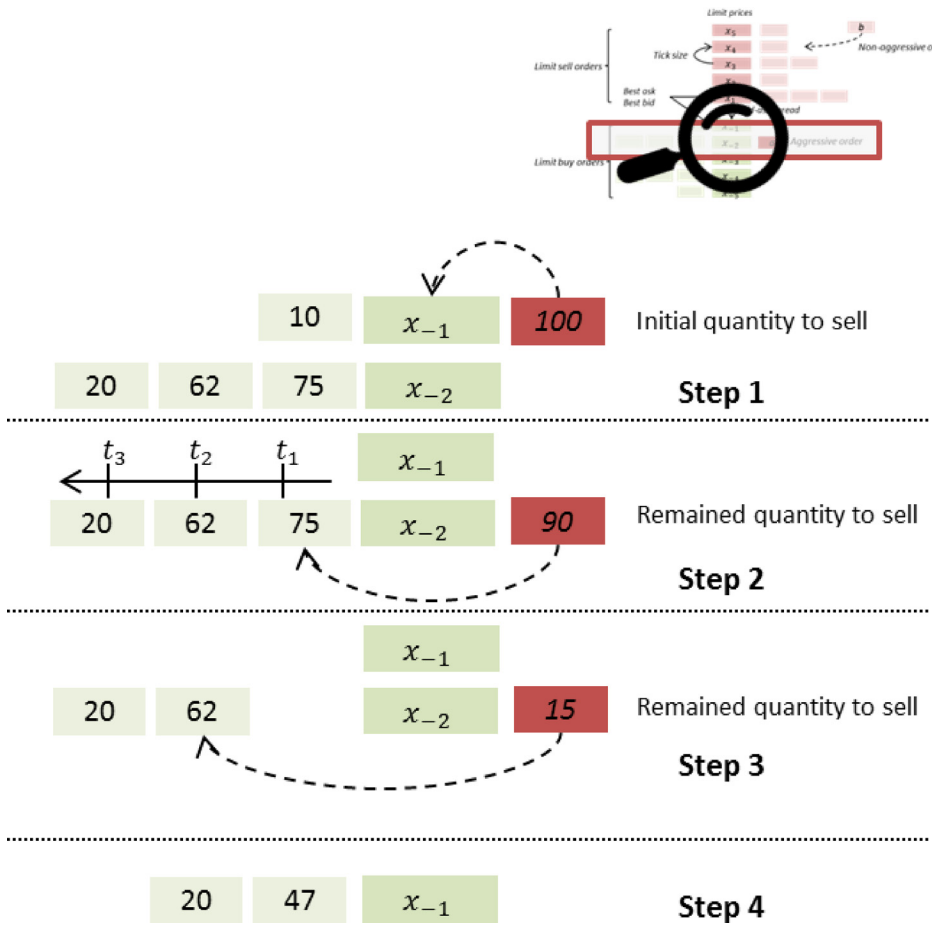 Limit prices
x₅
b
x₄
Non-aggressive o
Tick size
x₃
Limit sell orders
Best ask
Best bid
x₋₁
x₋₂
Aggressive order
Limit buy orders
10 x₋₁ 100 Initial quantity to sell
20 62 75 x₋₂ Step 1
t₃ t₂ t₁ x₋₁
20 62 75 x₋₂ 90 Remained quantity to sell
Step 2
x₋₁
20 62 x₋₂ 15 Remained quantity to sell
Step 3
20 47 x₋₁ Step 4